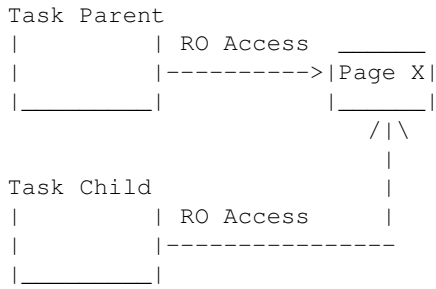 Task Parent
RO Access
Page X
Task Child
RO Access